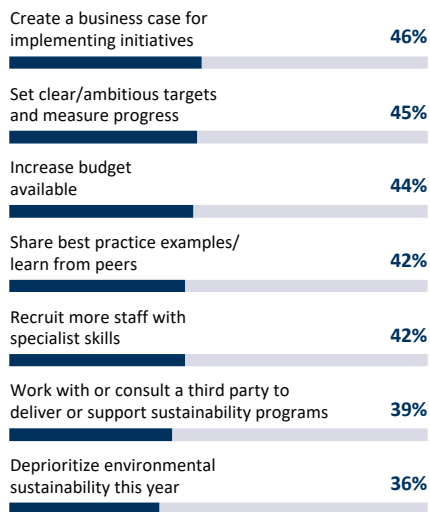 Create a business case for
implementing initiatives
46%
Set clear/ambitious targets
and measure progress
45%
Increase budget
available
44%
Share best practice examples/
learn from peers
42%
Recruit more staff with
specialist skills
42%
Work with or consult a third party to
deliver or support sustainability programs
39%
Deprioritize environmental
sustainability this year
36%